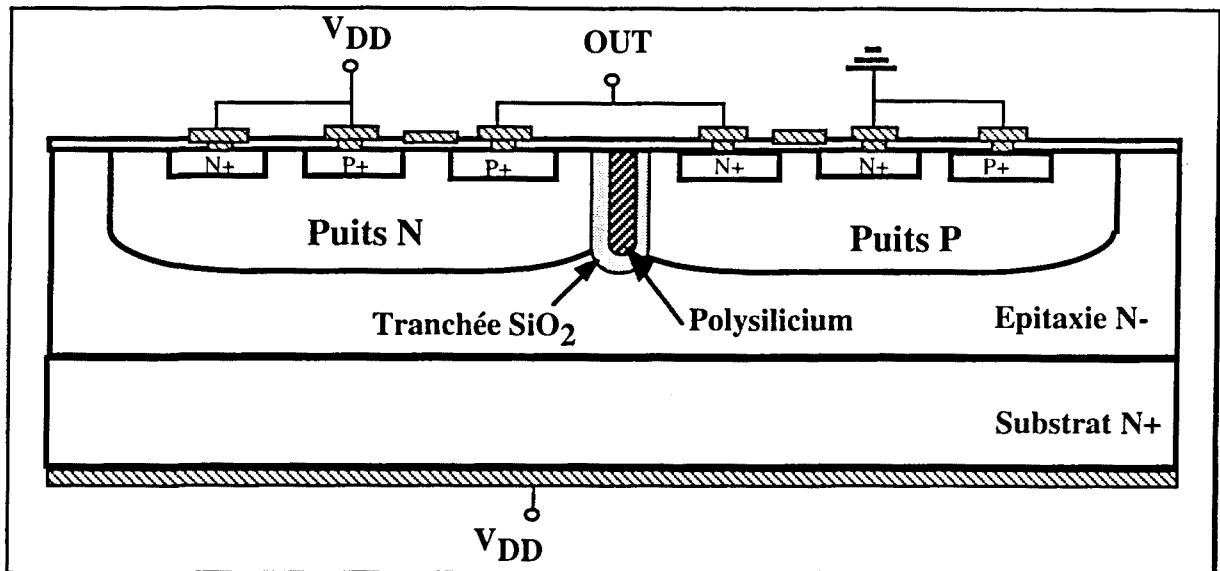 VDD
OUT
N+ P+ P+ N+ N+ P+
Puits N
Puits P
Tranchée SiO2
Polysilicium
Epitaxie N-
Substrat N+
VDD